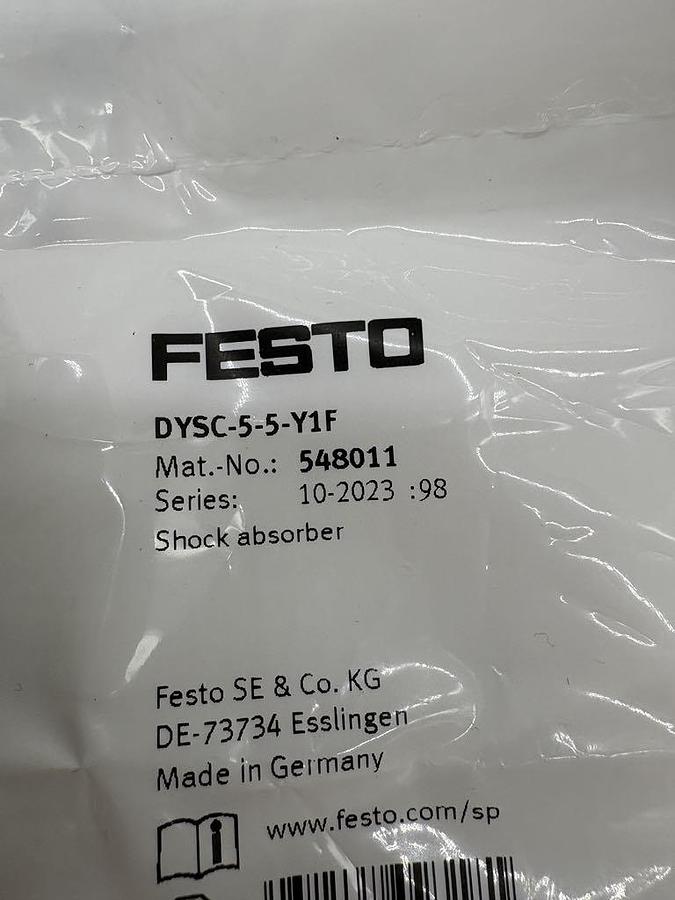 FESTO
DYSC-5-5-Y1F
Mat.-No.: 548011
Series: 10-2023 :98
Shock absorber
Festo SE & Co. KG
DE-73734 Esslingen
Made in Germany
www.festo.com/sp